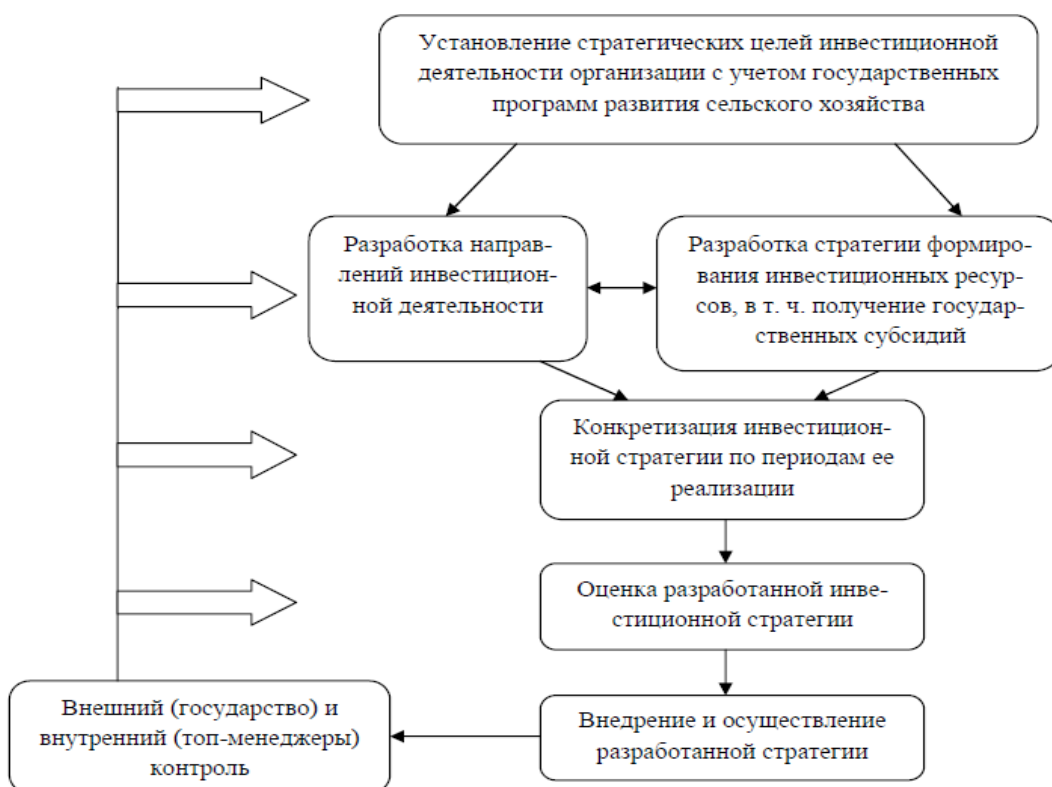 Установление стратегических целей инвестиционной
деятельности организации с учетом государственных
программ развития сельского хозяйства
Разработка направ-
лений инвестицион-
ной деятельности
Разработка стратегии формиро-
вания инвестиционных ресур-
сов, в т. ч. получение государ-
ственных субсидий
Конкретизация инвестицион-
ной стратегии по периодам ее
реализации
Оценка разработанной инве-
стиционной стратегии
Внедрение и осуществление
разработанной стратегии
Внешний (государство) и
внутренний (топ-менеджеры)
контроль